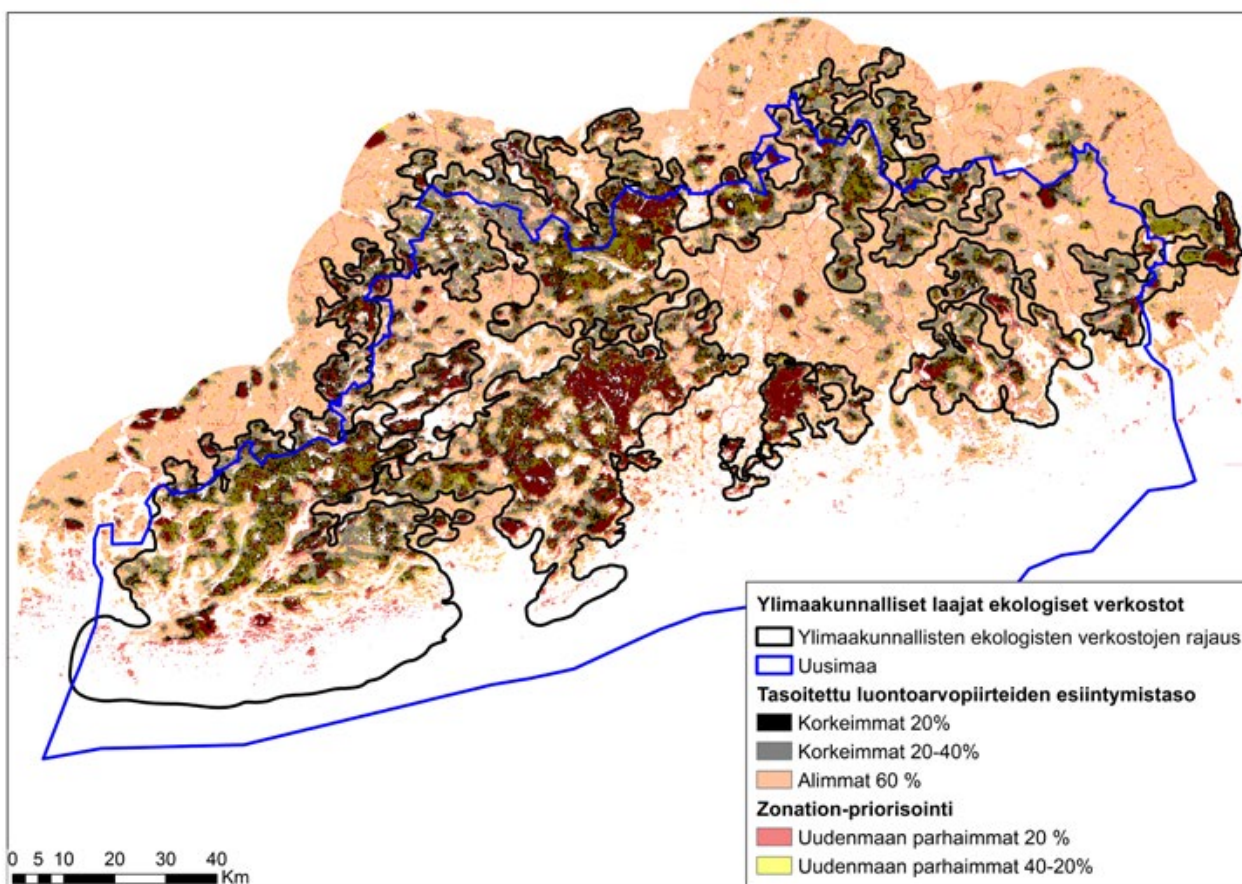 Ylimaakunnalliset laajat ekologiset verkostot
Ylimaakunnallisten ekologisten verkostojen rajaus
Uusimaa
Tasoitettu luontoarvopiirteiden esiintymistaso
Korkeimmat 20%
Korkeimmat 20-40%
Alimmat 60 %
Zonation-priorisointi
Uudenmaan parhaimmat 20 %
Uudenmaan parhaimmat 40-20%
0 5 10 20 30 40
Km